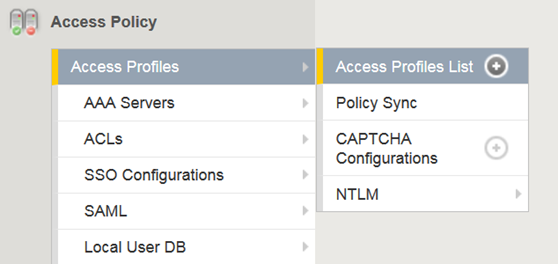 Access Policy
Access Profiles
AAA Servers
ACLs
SSO Configurations
SAML
Local User DB
Access Profiles List
Policy Sync
CAPTCHA
Configurations
NTLM